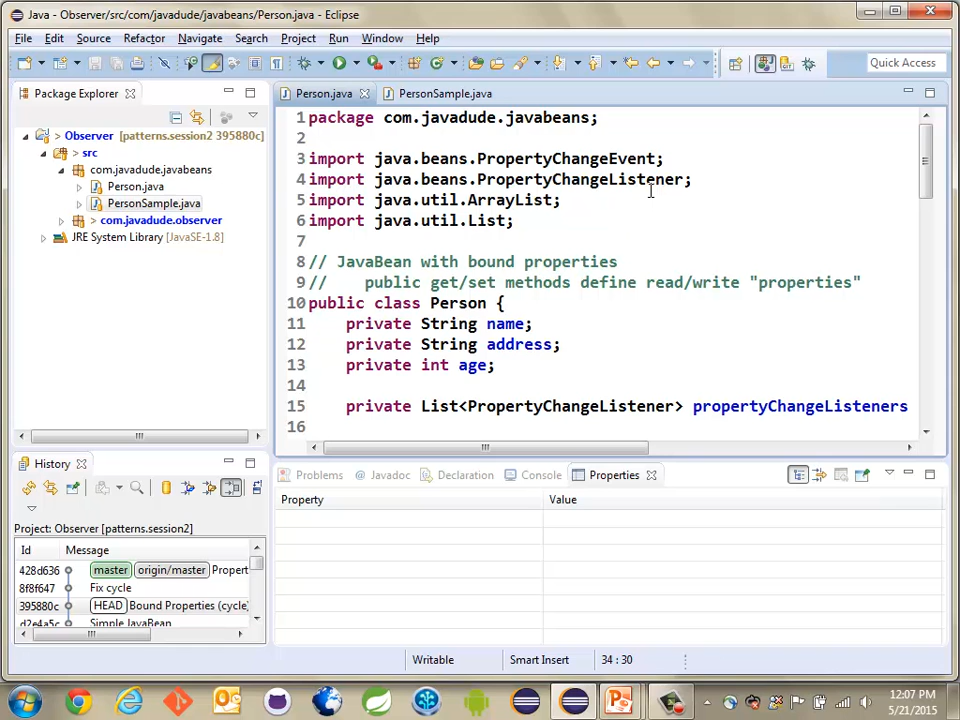 Java - Observer/src/com/javadude/javabeans/Person.java - Eclipse
File Edit Source Refactor Navigate Search Project Run Window Help
Quick Access
Package Explorer
> Observer [patterns.session2 395880c]
> src
com.javadude.javabeans
Person.java
PersonSample.java
> com.javadude.observer
JRE System Library [JavaSE-1.8]
Person.java PersonSample.java
1 package com.javadude.javabeans;
2
3 import java.beans.PropertyChangeEvent;
4 import java.beans.PropertyChangeListener;
5 import java.util.ArrayList;
6 import java.util.List;
7
8 // JavaBean with bound properties
9 //    public get/set methods define read/write "properties"
10 public class Person {
11     private String name;
12     private String address;
13     private int age;
14
15     private List<PropertyChangeListener> propertyChangeListeners
16
History
Project: Observer [patterns.session2]
Id Message
428d636 master origin/master Propert
8f8f647 Fix cycle
395880c HEAD Bound Properties (cycle)
d2e4a5c Simple JavaBean
Problems @ Javadoc Declaration Console Properties
Property Value
Writable Smart Insert 34 : 30
12:07 PM
5/21/2015